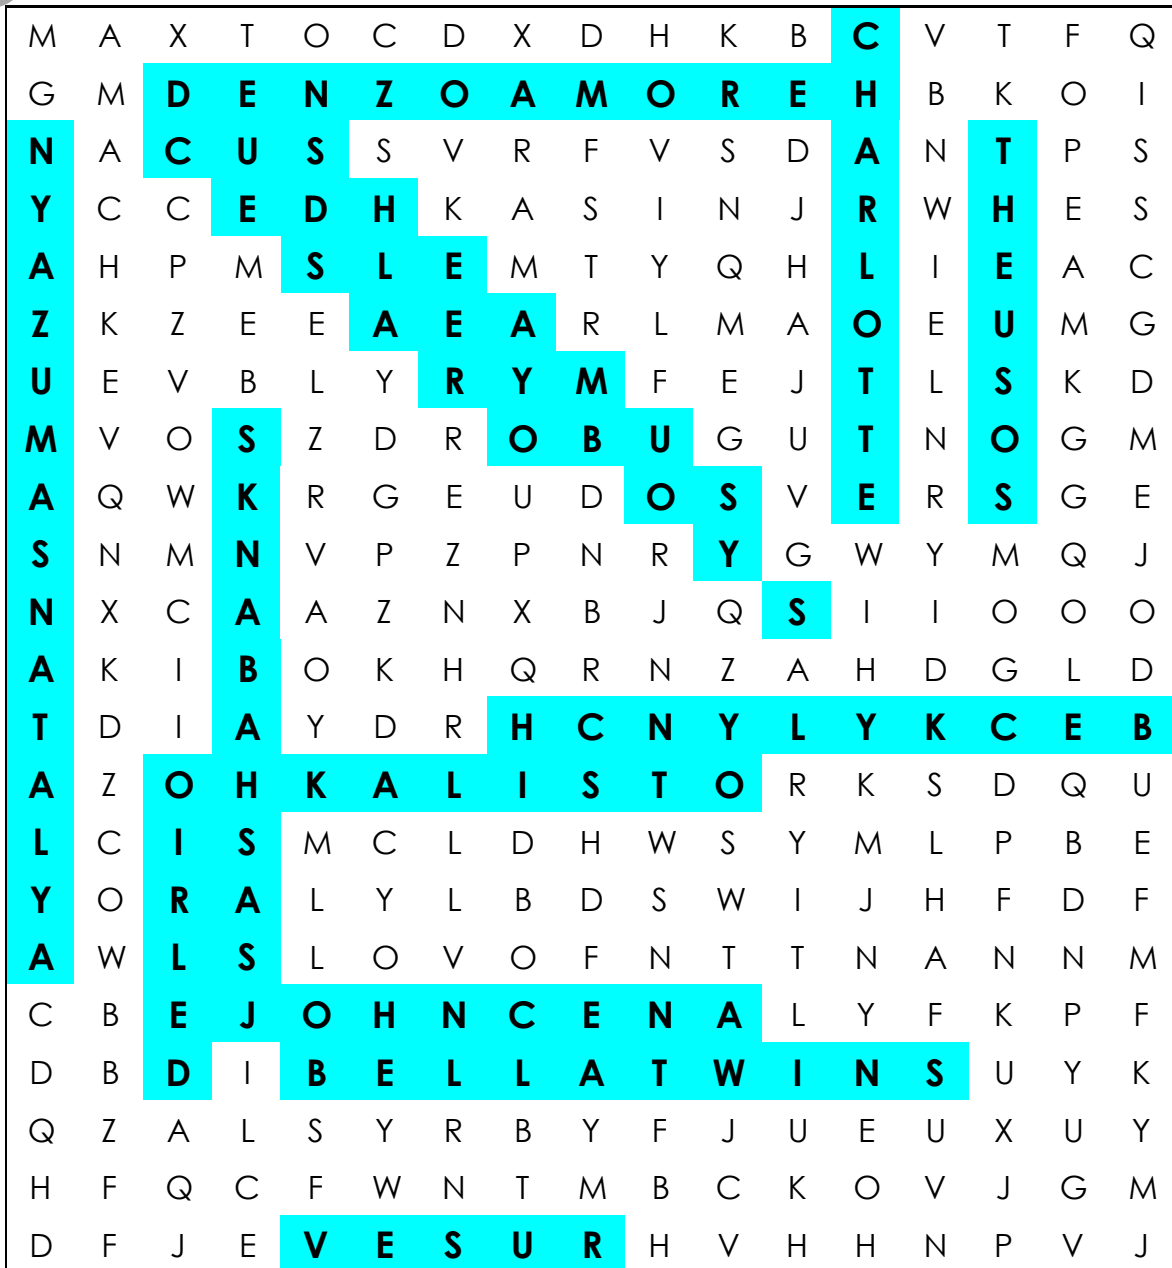 M A X T O C D X D H K B C V T F Q
G M D E N Z O A M O R E H B K O I
N A C U S S V R F V S D A N T P S
Y C C E D H K A S I N J R W H E S
A H P M S L E M T Y Q H L I E A C
Z K Z E E A E A R L M A O E U M G
U E V B L Y R Y M F E J T L S K D
M V O S Z D R O B U G U T N O G M
A Q W K R G E U D O S V E R S G E
S N M N V P Z P N R Y G W Y M Q J
N X C A A Z N X B J Q S I I O O O
A K I B O K H Q R N Z A H D G L D
T D I A Y D R H C N Y L Y K C E B
A Z O H K A L I S T O R K S D Q U
L C I S M C L D H W S Y M L P B E
Y O R A L Y L B D S W I J H F D F
A W L S L O V O F N T T N A N N M
C B E J O H N C E N A L Y F K P F
D B D I B E L L A T W I N S U Y K
Q Z A L S Y R B Y F J U E U X U Y
H F Q C F W N T M B C K O V J G M
D F J E V E S U R H V H H N P V J